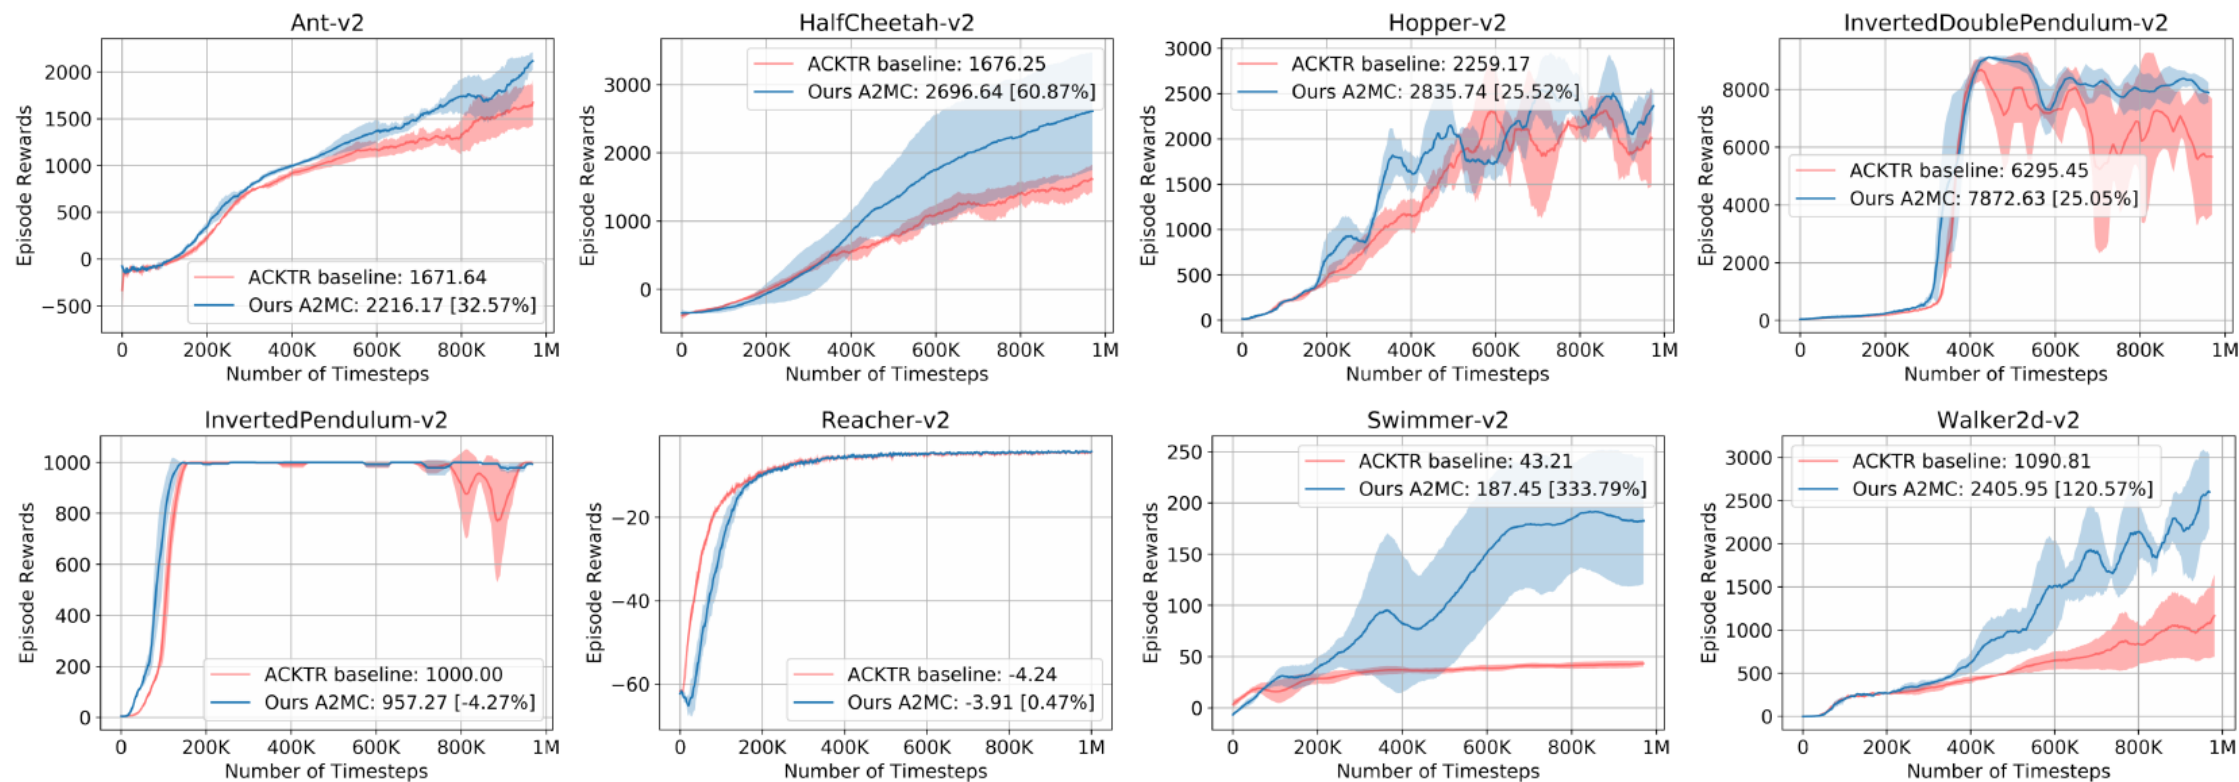 Ant-v2
Episode Rewards
2000
1500
1000
500
0
−500
ACKTR baseline: 1671.64
Ours A2MC: 2216.17 [32.57%]
0 200K 400K 600K 800K 1M
Number of Timesteps
HalfCheetah-v2
Episode Rewards
3000
2000
1000
0
ACKTR baseline: 1676.25
Ours A2MC: 2696.64 [60.87%]
0 200K 400K 600K 800K 1M
Number of Timesteps
Hopper-v2
Episode Rewards
3000
2500
2000
1500
1000
500
0
ACKTR baseline: 2259.17
Ours A2MC: 2835.74 [25.52%]
0 200K 400K 600K 800K 1M
Number of Timesteps
InvertedDoublePendulum-v2
Episode Rewards
8000
6000
4000
2000
0
ACKTR baseline: 6295.45
Ours A2MC: 7872.63 [25.05%]
0 200K 400K 600K 800K 1M
Number of Timesteps
InvertedPendulum-v2
Episode Rewards
1000
800
600
400
200
0
ACKTR baseline: 1000.00
Ours A2MC: 957.27 [-4.27%]
0 200K 400K 600K 800K 1M
Number of Timesteps
Reacher-v2
Episode Rewards
−20
−40
−60
ACKTR baseline: -4.24
Ours A2MC: -3.91 [0.47%]
0 200K 400K 600K 800K 1M
Number of Timesteps
Swimmer-v2
Episode Rewards
250
200
150
100
50
0
ACKTR baseline: 43.21
Ours A2MC: 187.45 [333.79%]
0 200K 400K 600K 800K 1M
Number of Timesteps
Walker2d-v2
Episode Rewards
3000
2500
2000
1500
1000
500
0
ACKTR baseline: 1090.81
Ours A2MC: 2405.95 [120.57%]
0 200K 400K 600K 800K 1M
Number of Timesteps